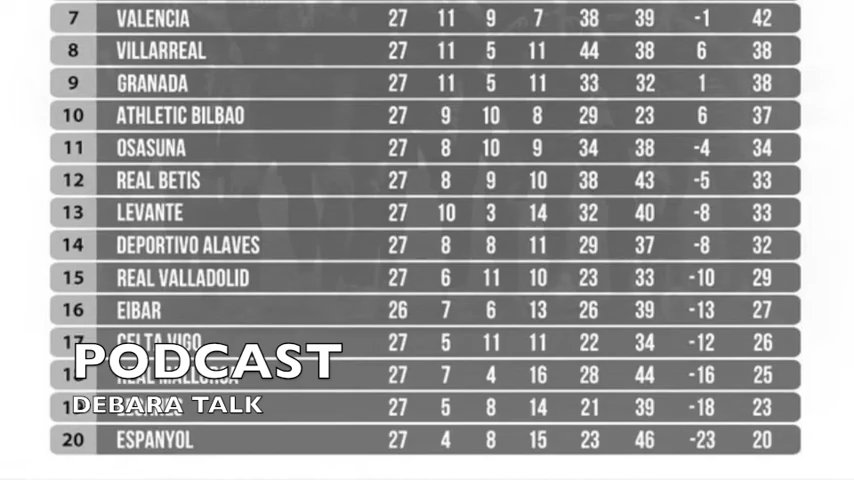 7 VALENCIA 27 11 9 7 38 39 -1 42
8 VILLARREAL 27 11 5 11 44 38 6 38
9 GRANADA 27 11 5 11 33 32 1 38
10 ATHLETIC BILBAO 27 9 10 8 29 23 6 37
11 OSASUNA 27 8 10 9 34 38 -4 34
12 REAL BETIS 27 8 9 10 38 43 -5 33
13 LEVANTE 27 10 3 14 32 40 -8 33
14 DEPORTIVO ALAVES 27 8 8 11 29 37 -8 32
15 REAL VALLADOLID 27 6 11 10 23 33 -10 29
16 EIBAR 26 7 6 13 26 39 -13 27
17 CELTA VIGO 27 5 11 11 22 34 -12 26
PODCAST
REAL MALLORCA 27 7 4 16 28 44 -16 25
DEBARA TALK
27 5 8 14 21 39 -18 23
20 ESPANYOL 27 4 8 15 23 46 -23 20